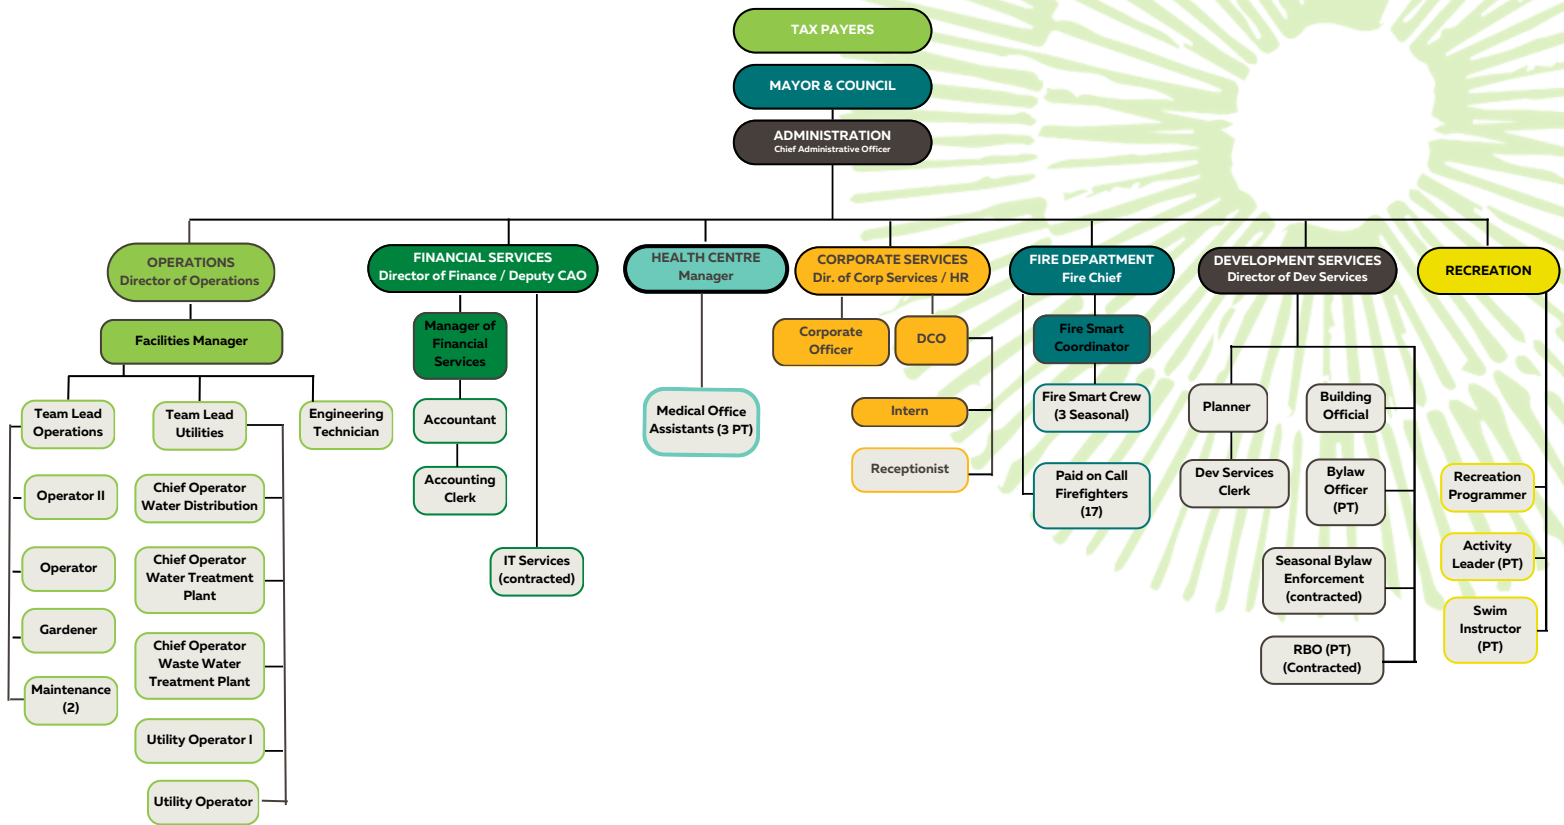 TAX PAYERS
MAYOR & COUNCIL
ADMINISTRATION
Chief Administrative Officer
OPERATIONS
Director of Operations
Facilities Manager
Team Lead
Operations
Operator II
Operator
Gardener
Maintenance
(2)
Team Lead
Utilities
Chief Operator
Water Distribution
Chief Operator
Water Treatment
Plant
Chief Operator
Waste Water
Treatment Plant
Utility Operator I
Utility Operator
Engineering
Technician
FINANCIAL SERVICES
Director of Finance / Deputy CAO
Manager of
Financial
Services
Accountant
Accounting
Clerk
IT Services
(contracted)
HEALTH CENTRE
Manager
Medical Office
Assistants (3 PT)
CORPORATE SERVICES
Dir. of Corp Services / HR
Corporate
Officer
DCO
Intern
Receptionist
FIRE DEPARTMENT
Fire Chief
Fire Smart
Coordinator
Fire Smart Crew
(3 Seasonal)
Paid on Call
Firefighters
(17)
DEVELOPMENT SERVICES
Director of Dev Services
Planner
Dev Services
Clerk
Building
Official
Bylaw
Officer
(PT)
Seasonal Bylaw
Enforcement
(contracted)
RBO (PT)
(Contracted)
RECREATION
Recreation
Programmer
Activity
Leader (PT)
Swim
Instructor
(PT)